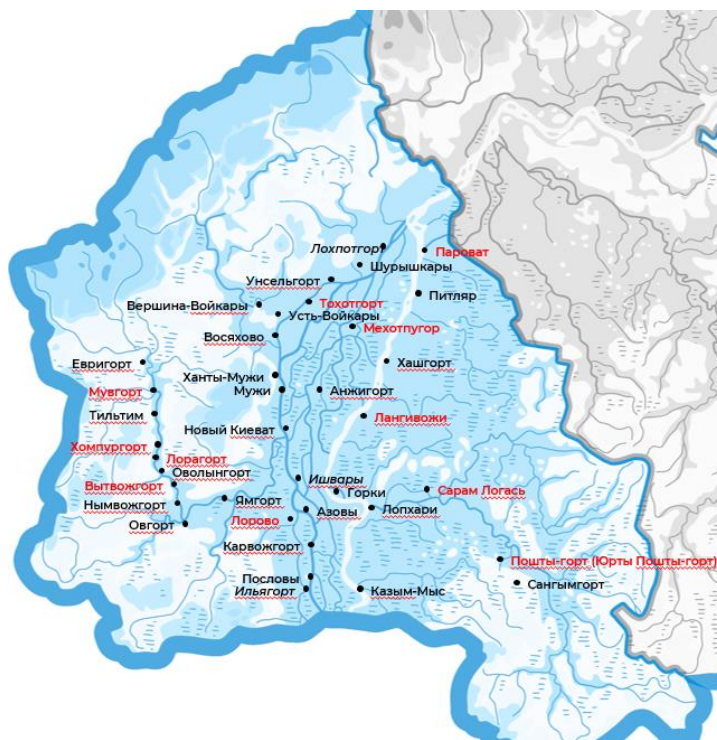 Лохпотгорт
Пароват
Шурышкары
Унсельгорт
Питляр
Вершина-Войкары
Тохотгорт
Усть-Войкары
Мехотпугор
Восяхово
Евригорт
Хашгорт
Ханты-Мужи
Мувгорт
Мужи
Анжигорт
Тильтим
Лангивожи
Новый Киеват
Хомпургорт
Лорагорт
Оволынгорт
Ишвары
Вытвожгорт
Горки
Сарам Логась
Ямгорт
Нымвожгорт
Азовы
Лопхари
Лорово
Овгорт
Карвожгорт
Пошты-горт (Юрты Пошты-горт)
Пословы
Сангымгорт
Ильягорт
Казым-Мыс